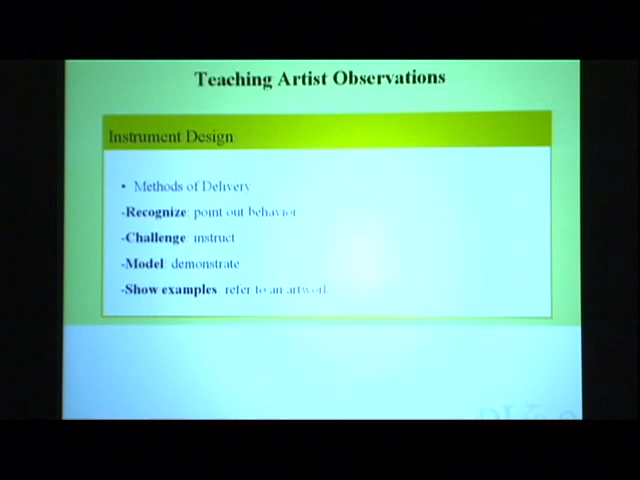 Teaching Artist Observations
Instrument Design
• Methods of Delivery
-Recognize: point out behavior
-Challenge: instruct
-Model: demonstrate
-Show examples: refer to an artwork